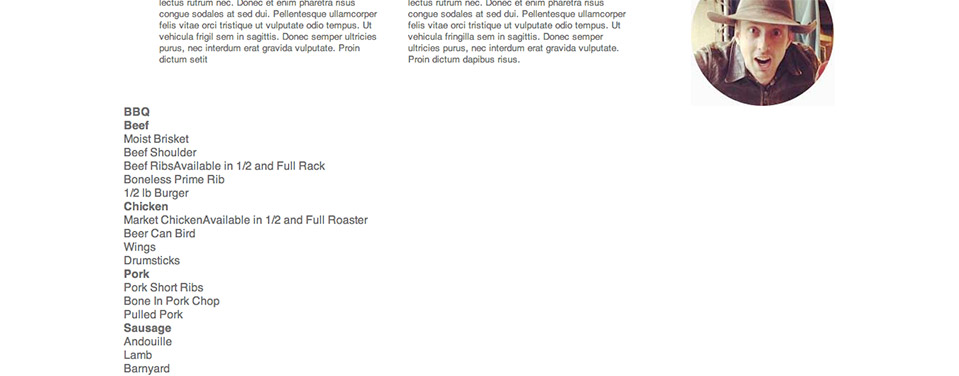 lectus rutrum nec. Donec et enim pharetra risus
congue sodales at sed dui. Pellentesque ullamcorper
felis vitae orci tristique ut vulputate odio tempus. Ut
vehicula frigil sem in sagittis. Donec semper ultricies
purus, nec interdum erat gravida vulputate. Proin
dictum setit
lectus rutrum nec. Donec et enim pharetra risus
congue sodales at sed dui. Pellentesque ullamcorper
felis vitae orci tristique ut vulputate odio tempus. Ut
vehicula fringilla sem in sagittis. Donec semper
ultricies purus, nec interdum erat gravida vulputate.
Proin dictum dapibus risus.
BBQ
Beef
Moist Brisket
Beef Shoulder
Beef RibsAvailable in 1/2 and Full Rack
Boneless Prime Rib
1/2 lb Burger
Chicken
Market ChickenAvailable in 1/2 and Full Roaster
Beer Can Bird
Wings
Drumsticks
Pork
Pork Short Ribs
Bone In Pork Chop
Pulled Pork
Sausage
Andouille
Lamb
Barnyard